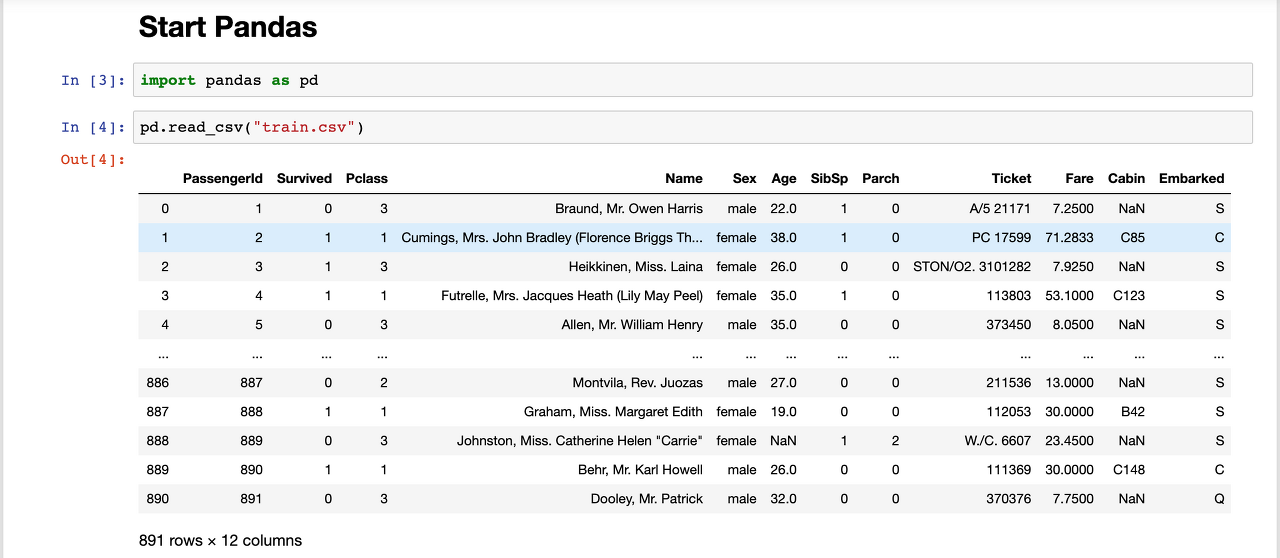 Start Pandas
In [3]: import pandas as pd
In [4]: pd.read_csv("train.csv")
Out[4]:
PassengerId Survived Pclass Name Sex Age SibSp Parch Ticket Fare Cabin Embarked
0 1 0 3 Braund, Mr. Owen Harris male 22.0 1 0 A/5 21171 7.2500 NaN S
1 2 1 1 Cumings, Mrs. John Bradley (Florence Briggs Th... female 38.0 1 0 PC 17599 71.2833 C85 C
2 3 1 3 Heikkinen, Miss. Laina female 26.0 0 0 STON/O2. 3101282 7.9250 NaN S
3 4 1 1 Futrelle, Mrs. Jacques Heath (Lily May Peel) female 35.0 1 0 113803 53.1000 C123 S
4 5 0 3 Allen, Mr. William Henry male 35.0 0 0 373450 8.0500 NaN S
... ... ... ... ... ... ... ... ... ... ... ... ...
886 887 0 2 Montvila, Rev. Juozas male 27.0 0 0 211536 13.0000 NaN S
887 888 1 1 Graham, Miss. Margaret Edith female 19.0 0 0 112053 30.0000 B42 S
888 889 0 3 Johnston, Miss. Catherine Helen "Carrie" female NaN 1 2 W./C. 6607 23.4500 NaN S
889 890 1 1 Behr, Mr. Karl Howell male 26.0 0 0 111369 30.0000 C148 C
890 891 0 3 Dooley, Mr. Patrick male 32.0 0 0 370376 7.7500 NaN Q
891 rows × 12 columns